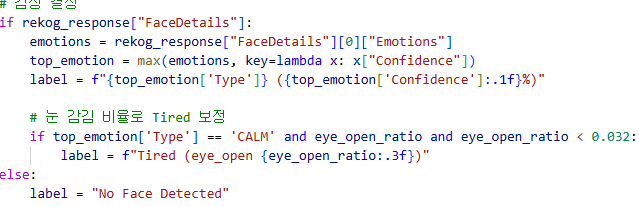 # 감정 결정
if rekog_response["FaceDetails"]:
    emotions = rekog_response["FaceDetails"][0]["Emotions"]
    top_emotion = max(emotions, key=lambda x: x["Confidence"])
    label = f"{top_emotion['Type']} ({top_emotion['Confidence']:.1f}%)"

    # 눈 감김 비율로 Tired 보정
    if top_emotion['Type'] == 'CALM' and eye_open_ratio and eye_open_ratio < 0.032:
        label = f"Tired (eye_open {eye_open_ratio:.3f})"
else:
    label = "No Face Detected"